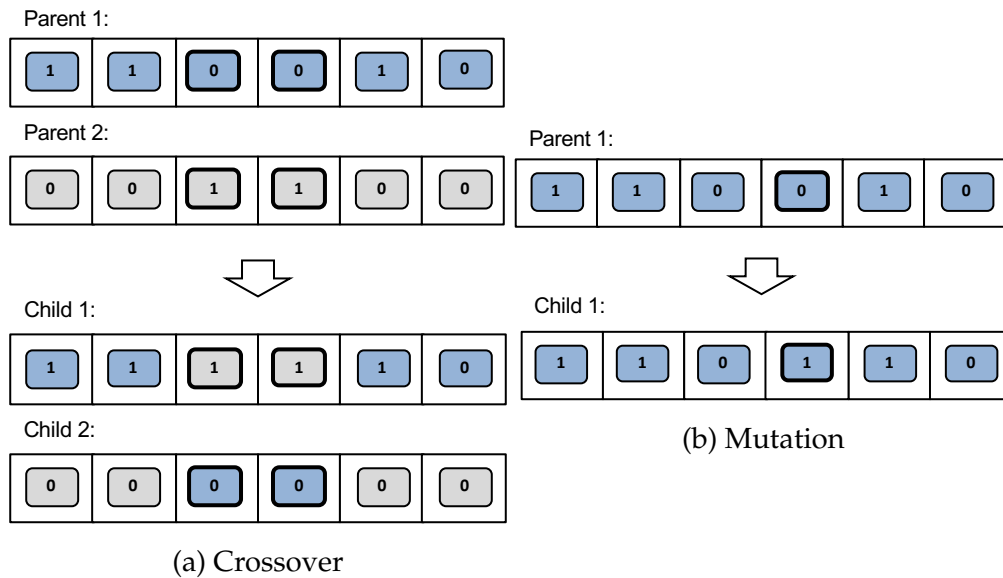 Parent 1:
1 1 0 0 1 0
Parent 2:
0 0 1 1 0 0
Child 1:
1 1 1 1 1 0
Child 2:
0 0 0 0 0 0
(a) Crossover
Parent 1:
1 1 0 0 1 0
Child 1:
1 1 0 1 1 0
(b) Mutation